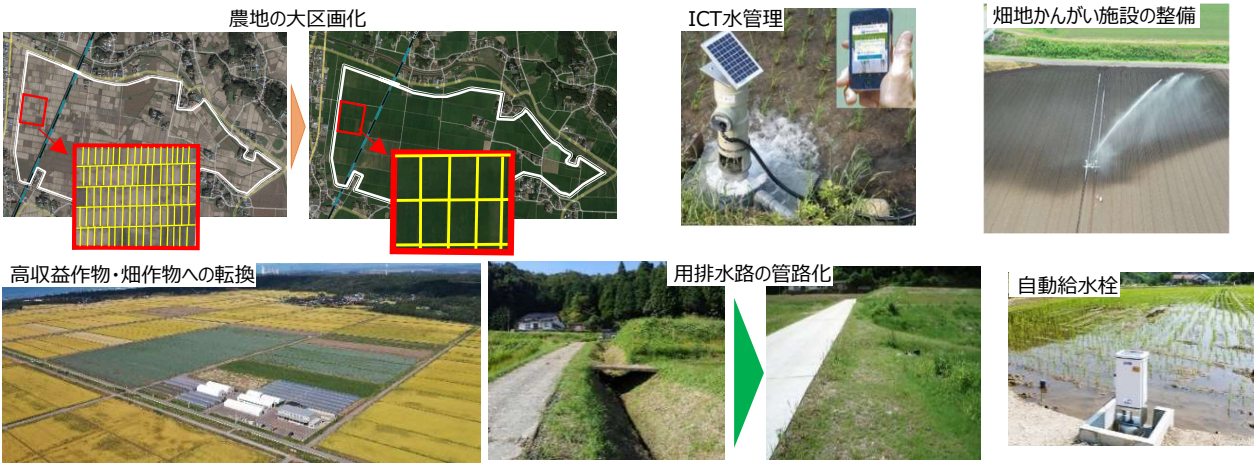 農地の大区画化
ICT水管理
畑地かんがい施設の整備
高収益作物・畑作物への転換
用排水路の管路化
自動給水栓